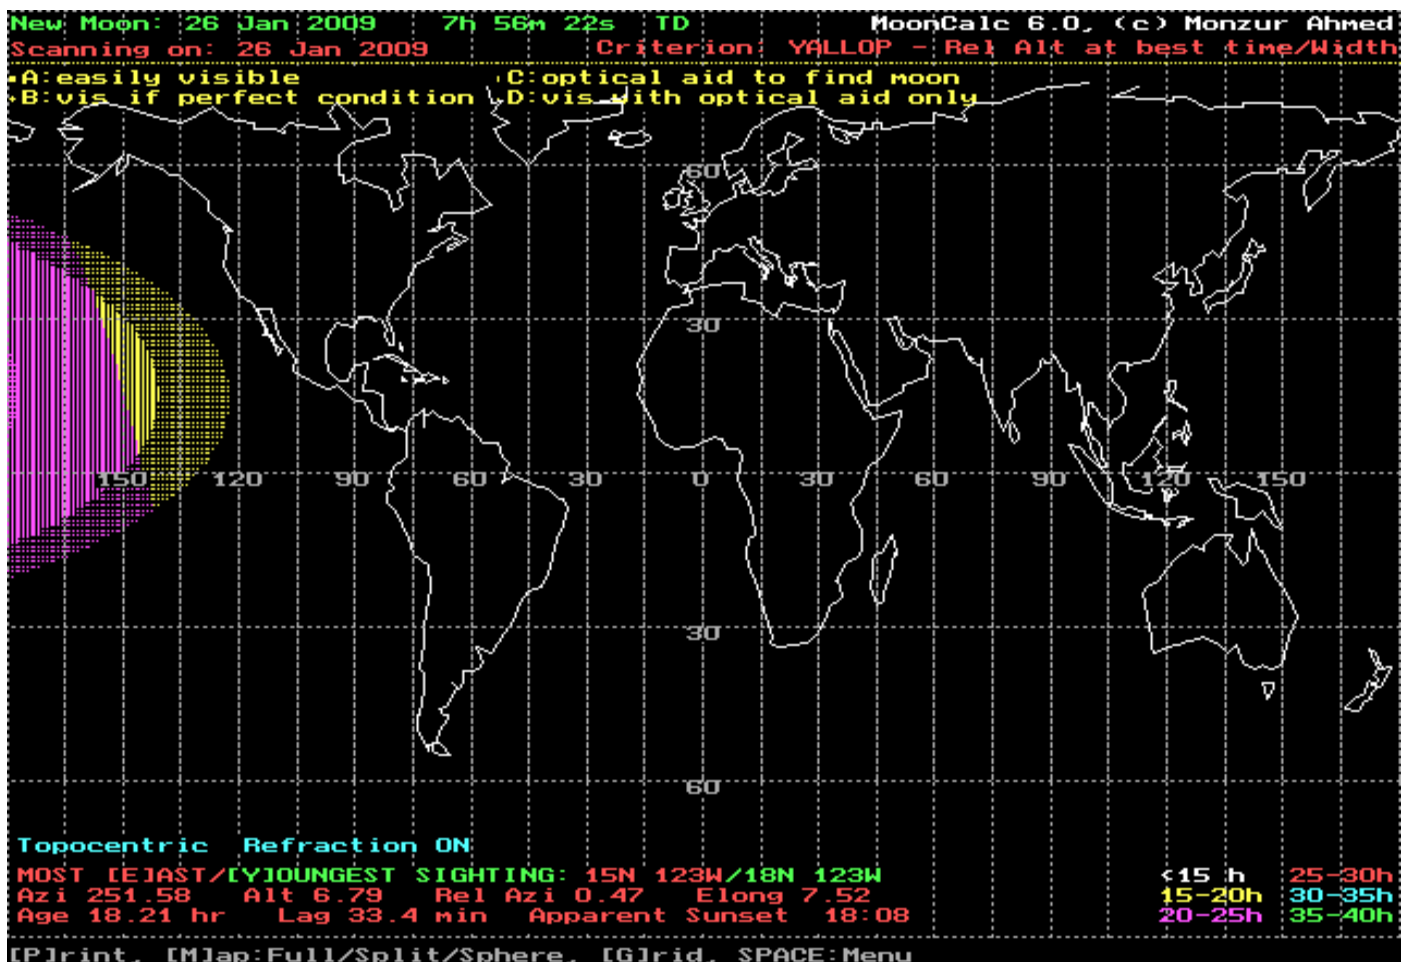 New Moon: 26 Jan 2009 7h 56m 22s TD MoonCalc 6.0, (c) Monzur Ahmed
Scanning on: 26 Jan 2009 Criterion: YALLOP - Rel Alt at best time/Width
A:easily visible C:optical aid to find moon
B:vis if perfect condition D:vis with optical aid only
60
30
150 120 90 60 30 0 30 60 90 120 150
30
60
Topocentric Refraction ON
MOST [E]AST/[Y]OUNGEST SIGHTING: 15N 123W/18N 123W <15 h 25-30h
Azi 251.58 Alt 6.79 Rel Azi 0.47 Elong 7.52 15-20h 30-35h
Age 18.21 hr Lag 33.4 min Apparent Sunset 18:08 20-25h 35-40h
[P]rint, [M]ap:Full/Split/Sphere, [G]rid, SPACE:Menu